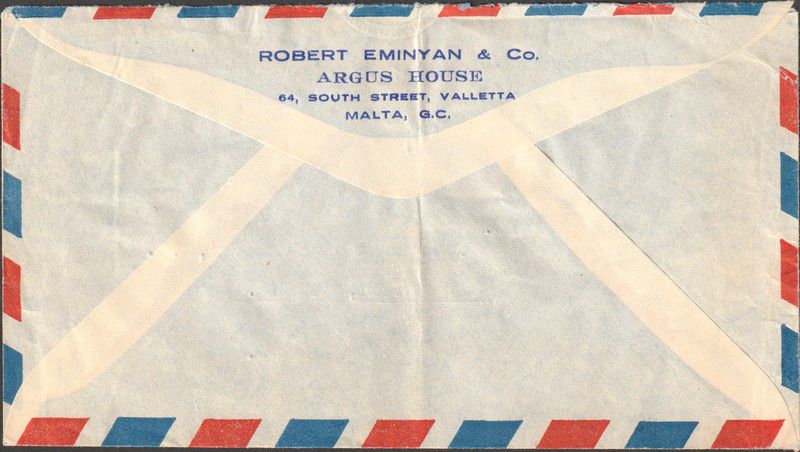 ROBERT EMINYAN & Co.
ARGUS HOUSE
64, SOUTH STREET, VALLETTA
MALTA, G.C.